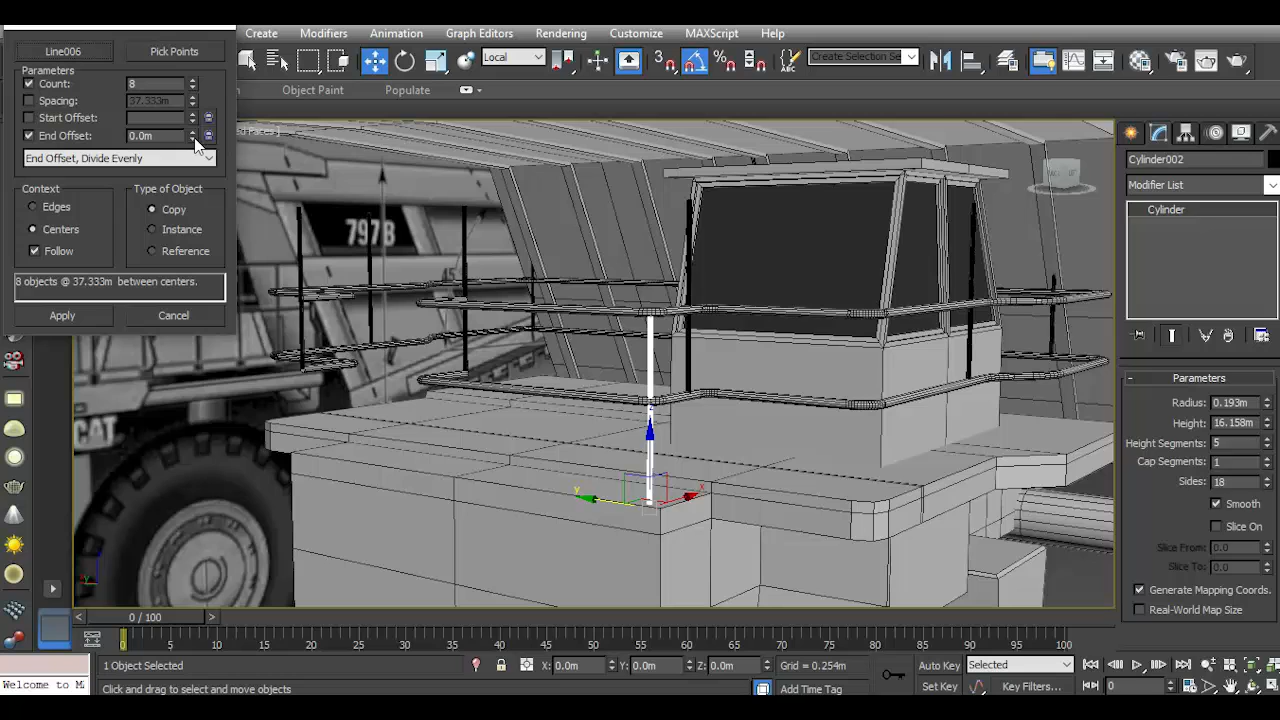 Create Modifiers Animation Graph Editors Rendering Customize MAXScript Help
Line006 Pick Points
Local
Create Selection Se
Parameters
Count: 8
Object Paint Populate
Spacing: 37.333m
Start Offset:
End Offset: 0.0m
End Offset, Divide Evenly
Context Type of Object
Edges Copy
Centers Instance
Follow Reference
8 objects @ 37.333m between centers.
Apply Cancel
797B
45
CAT
Cylinder002
Modifier List
Cylinder
Parameters
Radius: 0.193m
Height: 16.158m
Height Segments: 5
Cap Segments: 1
Sides: 18
Smooth
Slice On
Slice From: 0.0
Slice To: 0.0
Generate Mapping Coords.
Real-World Map Size
x
y
z
< 0 / 100 >
0 5 10 15 20 25 30 35 40 45 50 55 60 65 70 75 80 85 90 95 100
1 Object Selected X: 0.0m Y: 0.0m Z: 0.0m Grid = 0.254m Auto Key Selected
Welcome to M
Click and drag to select and move objects Add Time Tag Set Key Key Filters... 0